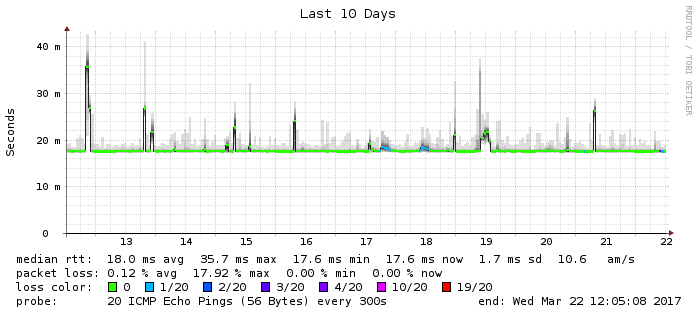 Last 10 Days
RRDTOOL / TOBI OETIKER
Seconds
40 m
30 m
20 m
10 m
0
13 14 15 16 17 18 19 20 21 22
median rtt: 18.0 ms avg 35.7 ms max 17.6 ms min 17.6 ms now 1.7 ms sd 10.6 am/s
packet loss: 0.12 % avg 17.92 % max 0.00 % min 0.00 % now
loss color: 0 1/20 2/20 3/20 4/20 10/20 19/20
probe: 20 ICMP Echo Pings (56 Bytes) every 300s end: Wed Mar 22 12:05:08 2017